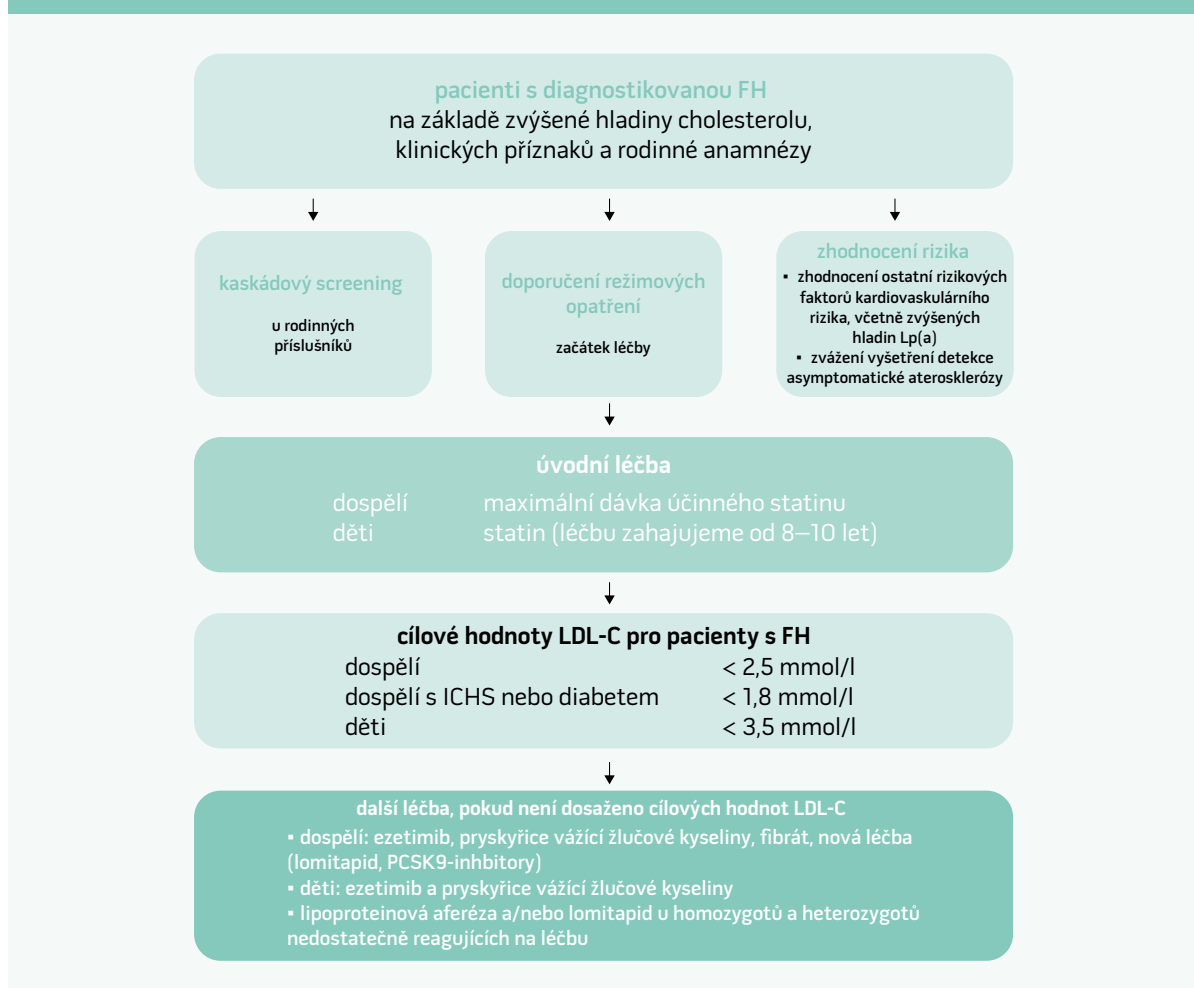 pacienti s diagnostikovanou FH
na základě zvýšené hladiny cholesterolu,
klinických příznaků a rodinné anamnézy
kaskádový screening
u rodinných
příslušníků
doporučení režimových
opatření
začátek léčby
zhodnocení rizika
▪ zhodnocení ostatní rizikových
faktorů kardiovaskulárního
rizika, včetně zvýšených
hladin Lp(a)
▪ zvážení vyšetření detekce
asymptomatické aterosklerózy
úvodní léčba
dospělí maximální dávka účinného statinu
děti statin (léčbu zahajujeme od 8–10 let)
cílové hodnoty LDL-C pro pacienty s FH
dospělí < 2,5 mmol/l
dospělí s ICHS nebo diabetem < 1,8 mmol/l
děti < 3,5 mmol/l
další léčba, pokud není dosaženo cílových hodnot LDL-C
▪ dospělí: ezetimib, pryskyřice vážící žlučové kyseliny, fibrát, nová léčba
(lomitapid, PCSK9-inhbitory)
▪ děti: ezetimib a pryskyřice vážící žlučové kyseliny
▪ lipoproteinová aferéza a/nebo lomitapid u homozygotů a heterozygotů
nedostatečně reagujících na léčbu